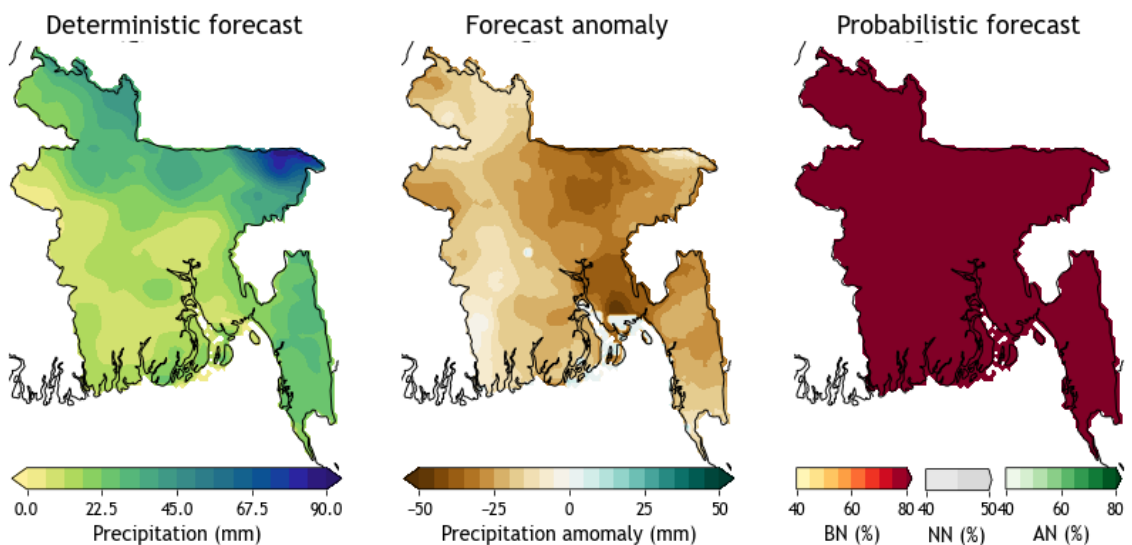 Deterministic forecast
Forecast anomaly
Probabilistic forecast
0.0 22.5 45.0 67.5 90.0
Precipitation (mm)
−50 −25 0 25 50
Precipitation amomaly (mm)
40 60 80
BN (%)
40 50
NN (%)
40 60 80
AN (%)